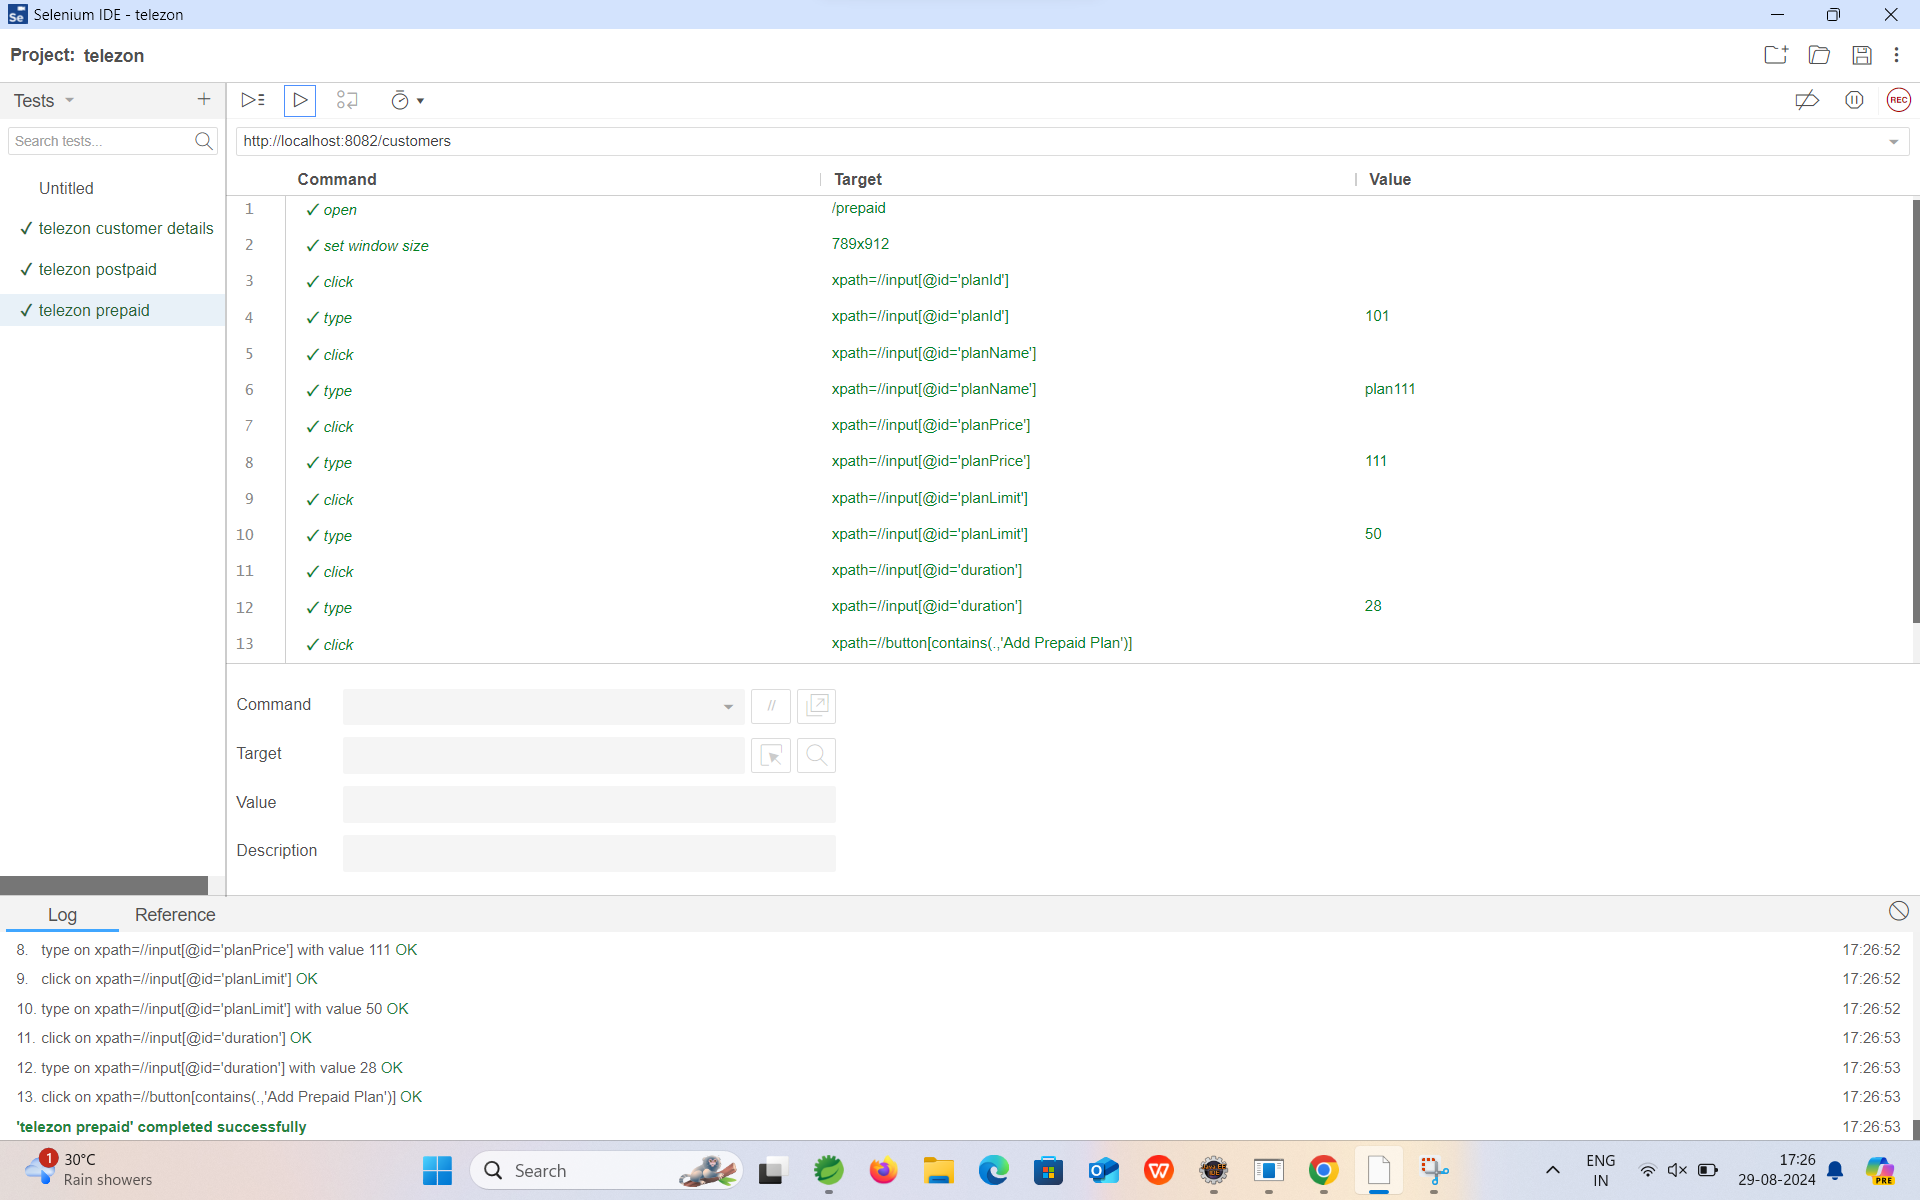 Se Selenium IDE - telezon
Project: telezon
Tests
Search tests...
Untitled
✓ telezon customer details
✓ telezon postpaid
✓ telezon prepaid
REC
http://localhost:8082/customers
Command Target Value
1 ✓ open /prepaid
2 ✓ set window size 789x912
3 ✓ click xpath=//input[@id='planId']
4 ✓ type xpath=//input[@id='planId'] 101
5 ✓ click xpath=//input[@id='planName']
6 ✓ type xpath=//input[@id='planName'] plan111
7 ✓ click xpath=//input[@id='planPrice']
8 ✓ type xpath=//input[@id='planPrice'] 111
9 ✓ click xpath=//input[@id='planLimit']
10 ✓ type xpath=//input[@id='planLimit'] 50
11 ✓ click xpath=//input[@id='duration']
12 ✓ type xpath=//input[@id='duration'] 28
13 ✓ click xpath=//button[contains(.,'Add Prepaid Plan')]
Command //
Target
Value
Description
Log Reference
8. type on xpath=//input[@id='planPrice'] with value 111 OK 17:26:52
9. click on xpath=//input[@id='planLimit'] OK 17:26:52
10. type on xpath=//input[@id='planLimit'] with value 50 OK 17:26:52
11. click on xpath=//input[@id='duration'] OK 17:26:53
12. type on xpath=//input[@id='duration'] with value 28 OK 17:26:53
13. click on xpath=//button[contains(.,'Add Prepaid Plan')] OK 17:26:53
'telezon prepaid' completed successfully 17:26:53
1 30°C
Rain showers
Search
W
ENG
IN
17:26
29-08-2024
PRE